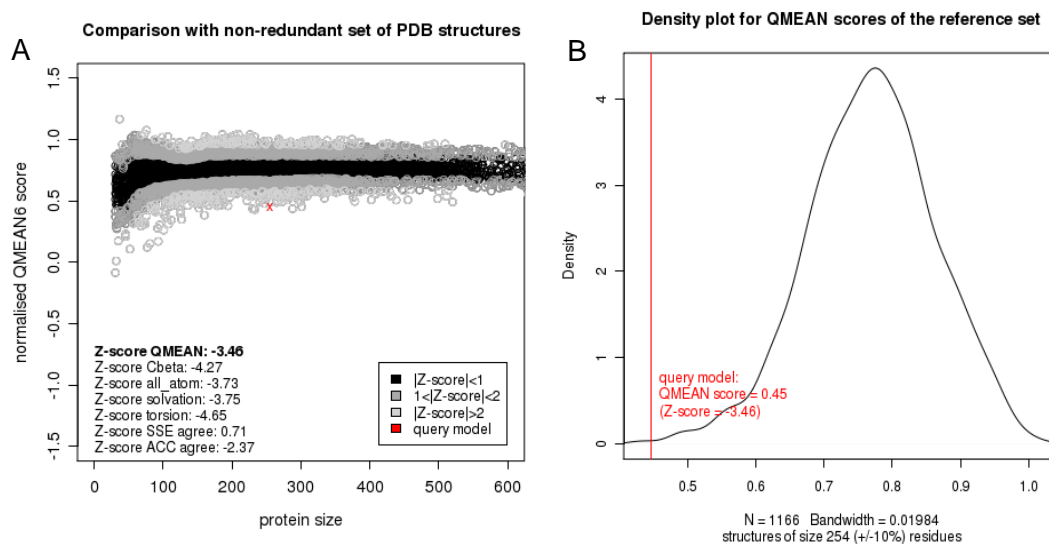 A
Comparison with non-redundant set of PDB structures
normalised QMEAN6 score
1.5
1.0
0.5
0.0
-0.5
-1.0
-1.5
Z-score QMEAN: -3.46
Z-score Cbeta: -4.27
Z-score all_atom: -3.73
Z-score solvation: -3.75
Z-score torsion: -4.65
Z-score SSE agree: 0.71
Z-score ACC agree: -2.37
|Z-score|<1
1<|Z-score|<2
|Z-score|>2
query model
x
0 100 200 300 400 500 600
protein size
B
Density plot for QMEAN scores of the reference set
Density
4
3
2
1
0
query model:
QMEAN score = 0.45
(Z-score = -3.46)
0.5 0.6 0.7 0.8 0.9 1.0
N = 1166 Bandwidth = 0.01984
structures of size 254 (+/-10%) residues